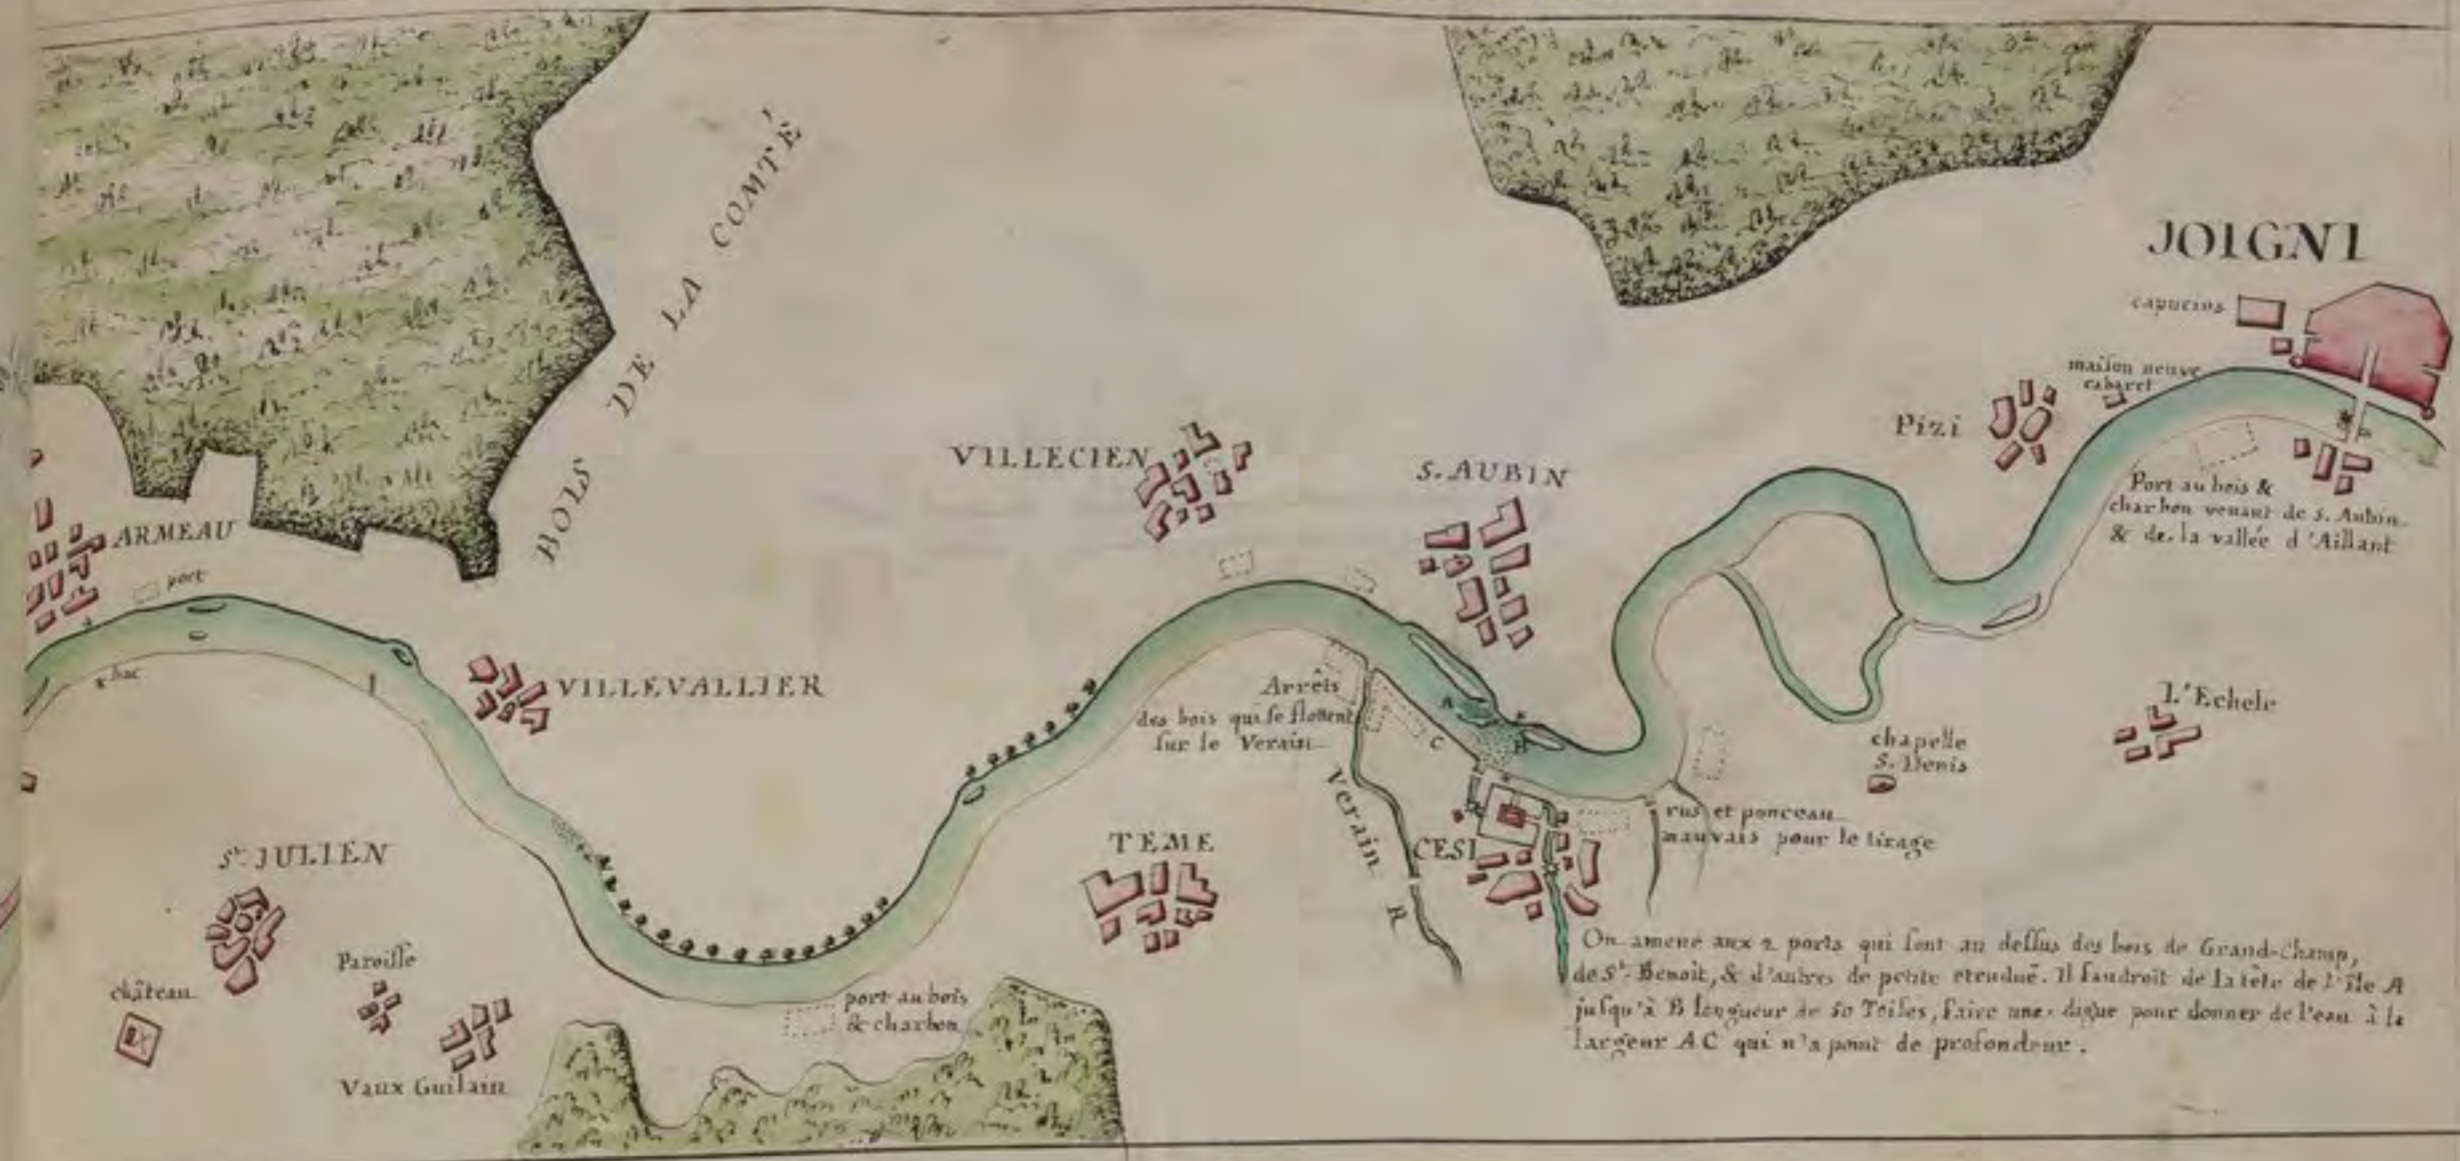 BOIS DE LA COMTÉ
JOIGNI
capucins
maison neuve
cabaret
Pizi
VILLECIEN
S. AUBIN
Port au bois &
charbon venant de S. Aubin
& de la vallée d'Aillant
ARMEAU
port
bac
VILLEVALLIER
Arrêts
des bois qui se flottent
sur le Verain
A
B
C
L'Echele
chapelle
S. Denis
Verain R
CESI
rus et ponceau
mauvais pour le tirage
TEME
St. JULIEN
château
Paroisse
Vaux Guilain
port au bois
& charbon
On amene aux 2 ports qui sont au dessus des bois de Grand-Champ,
de St. Benoît, & d'autres de petite etenduë. Il faudroit de la tête de l'île A
jusqu'à B longueur de 50 Toises, faire une digue pour donner de l'eau à la
largeur AC qui n'a point de profondeur.